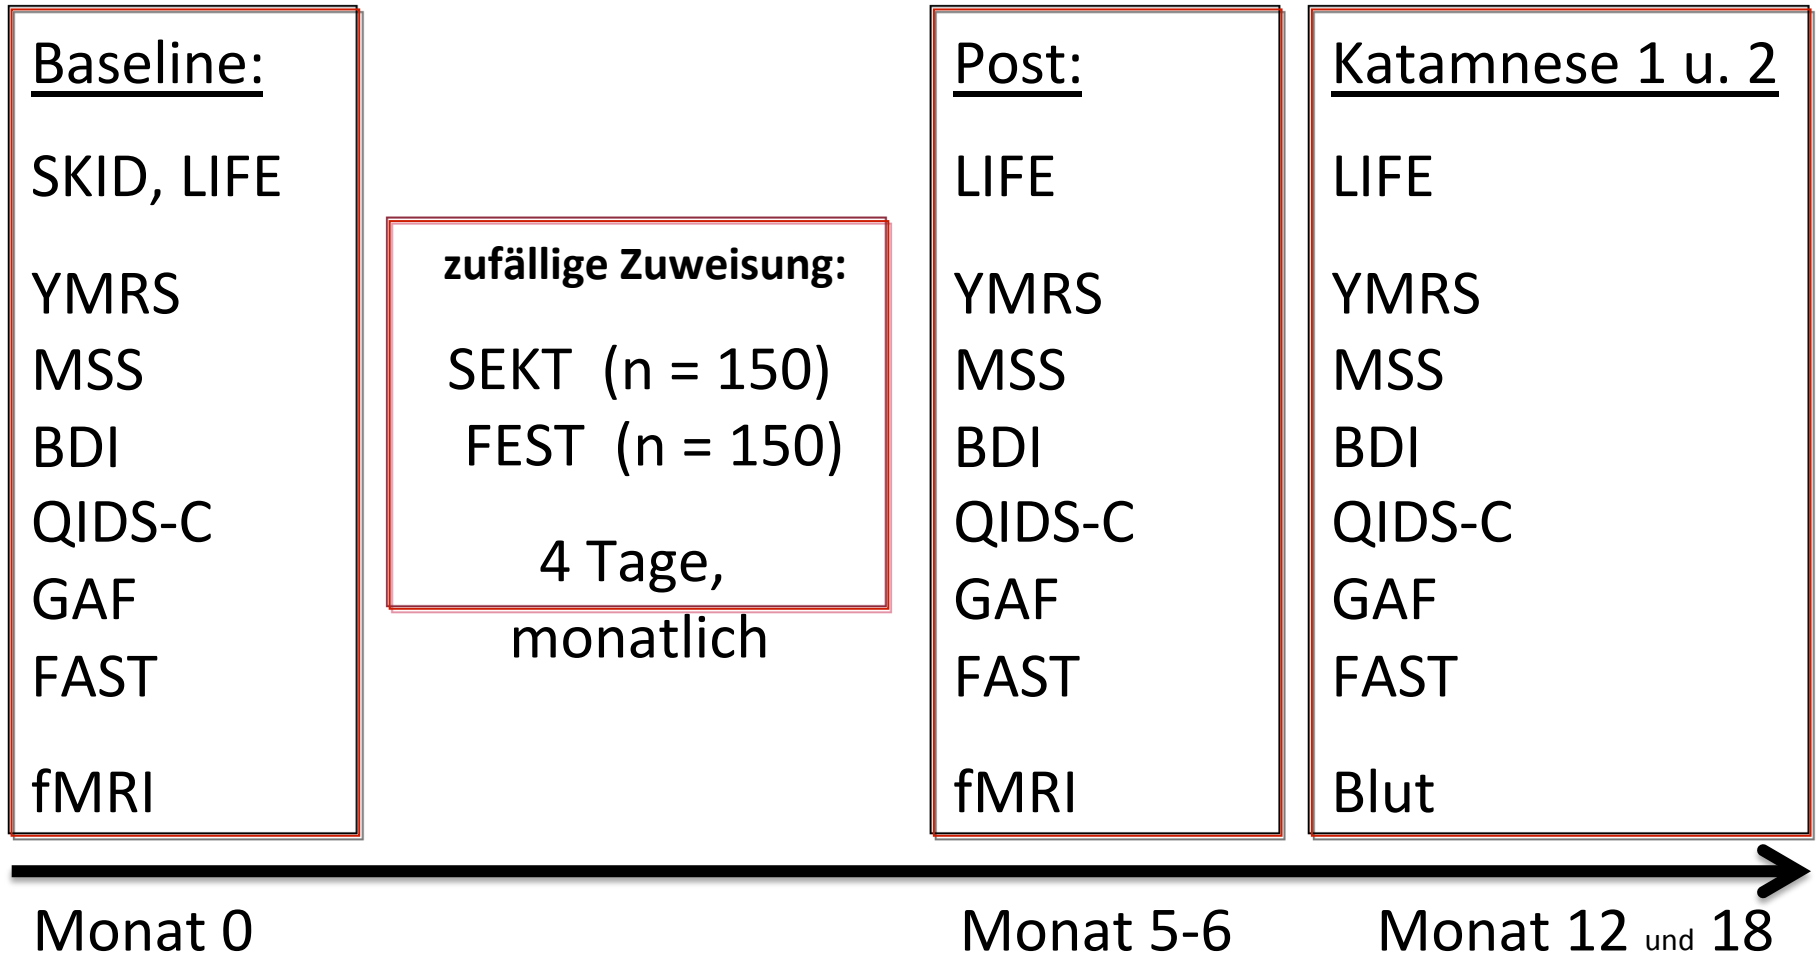 Baseline:
SKID, LIFE
YMRS
MSS
BDI
QIDS-C
GAF
FAST
fMRI
zufällige Zuweisung:
SEKT (n = 150)
FEST (n = 150)
4 Tage,
monatlich
Post:
LIFE
YMRS
MSS
BDI
QIDS-C
GAF
FAST
fMRI
Katamnese 1 u. 2
LIFE
YMRS
MSS
BDI
QIDS-C
GAF
FAST
Blut
Monat 0
Monat 5-6
Monat 12 und 18